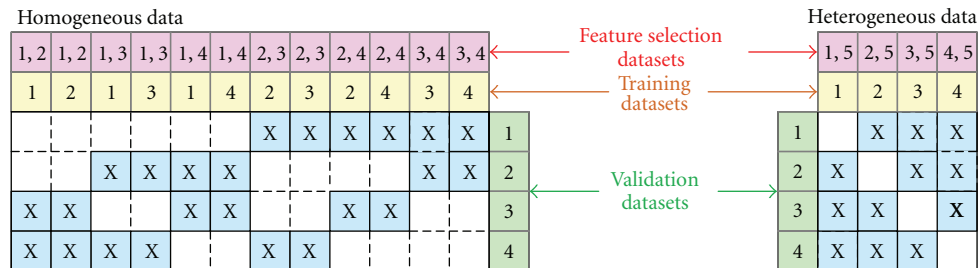 Homogeneous data
Heterogeneous data
1, 2 1, 2 1, 3 1, 3 1, 4 1, 4 2, 3 2, 3 2, 4 2, 4 3, 4 3, 4
Feature selection
datasets
1, 5 2, 5 3, 5 4, 5
1 2 1 3 1 4 2 3 2 4 3 4
Training
datasets
1 2 3 4
X X X X X X 1
1 X X X
X X X X X X 2
2 X X X
Validation
datasets
X X X X X X 3
3 X X X
X X X X X X 4
4 X X X